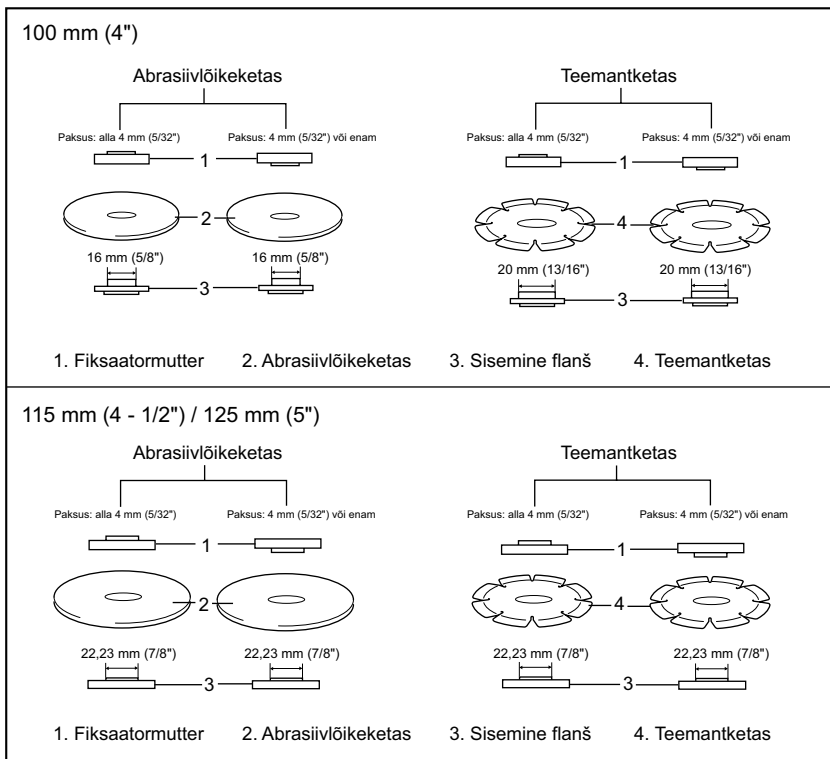 100 mm (4")
Abrasiivlõikeketas Teemantketas
Paksus: alla 4 mm (5/32") Paksus: 4 mm (5/32") või enam Paksus: alla 4 mm (5/32") Paksus: 4 mm (5/32") või enam
1 1
2 4
16 mm (5/8") 16 mm (5/8") 20 mm (13/16") 20 mm (13/16")
3 3
1. Fiksaatormutter 2. Abrasiivlõikeketas 3. Sisemine flanš 4. Teemantketas
115 mm (4 - 1/2") / 125 mm (5")
Abrasiivlõikeketas Teemantketas
Paksus: alla 4 mm (5/32") Paksus: 4 mm (5/32") või enam Paksus: alla 4 mm (5/32") Paksus: 4 mm (5/32") või enam
1 1
2 4
22,23 mm (7/8") 22,23 mm (7/8") 22,23 mm (7/8") 22,23 mm (7/8")
3 3
1. Fiksaatormutter 2. Abrasiivlõikeketas 3. Sisemine flanš 4. Teemantketas